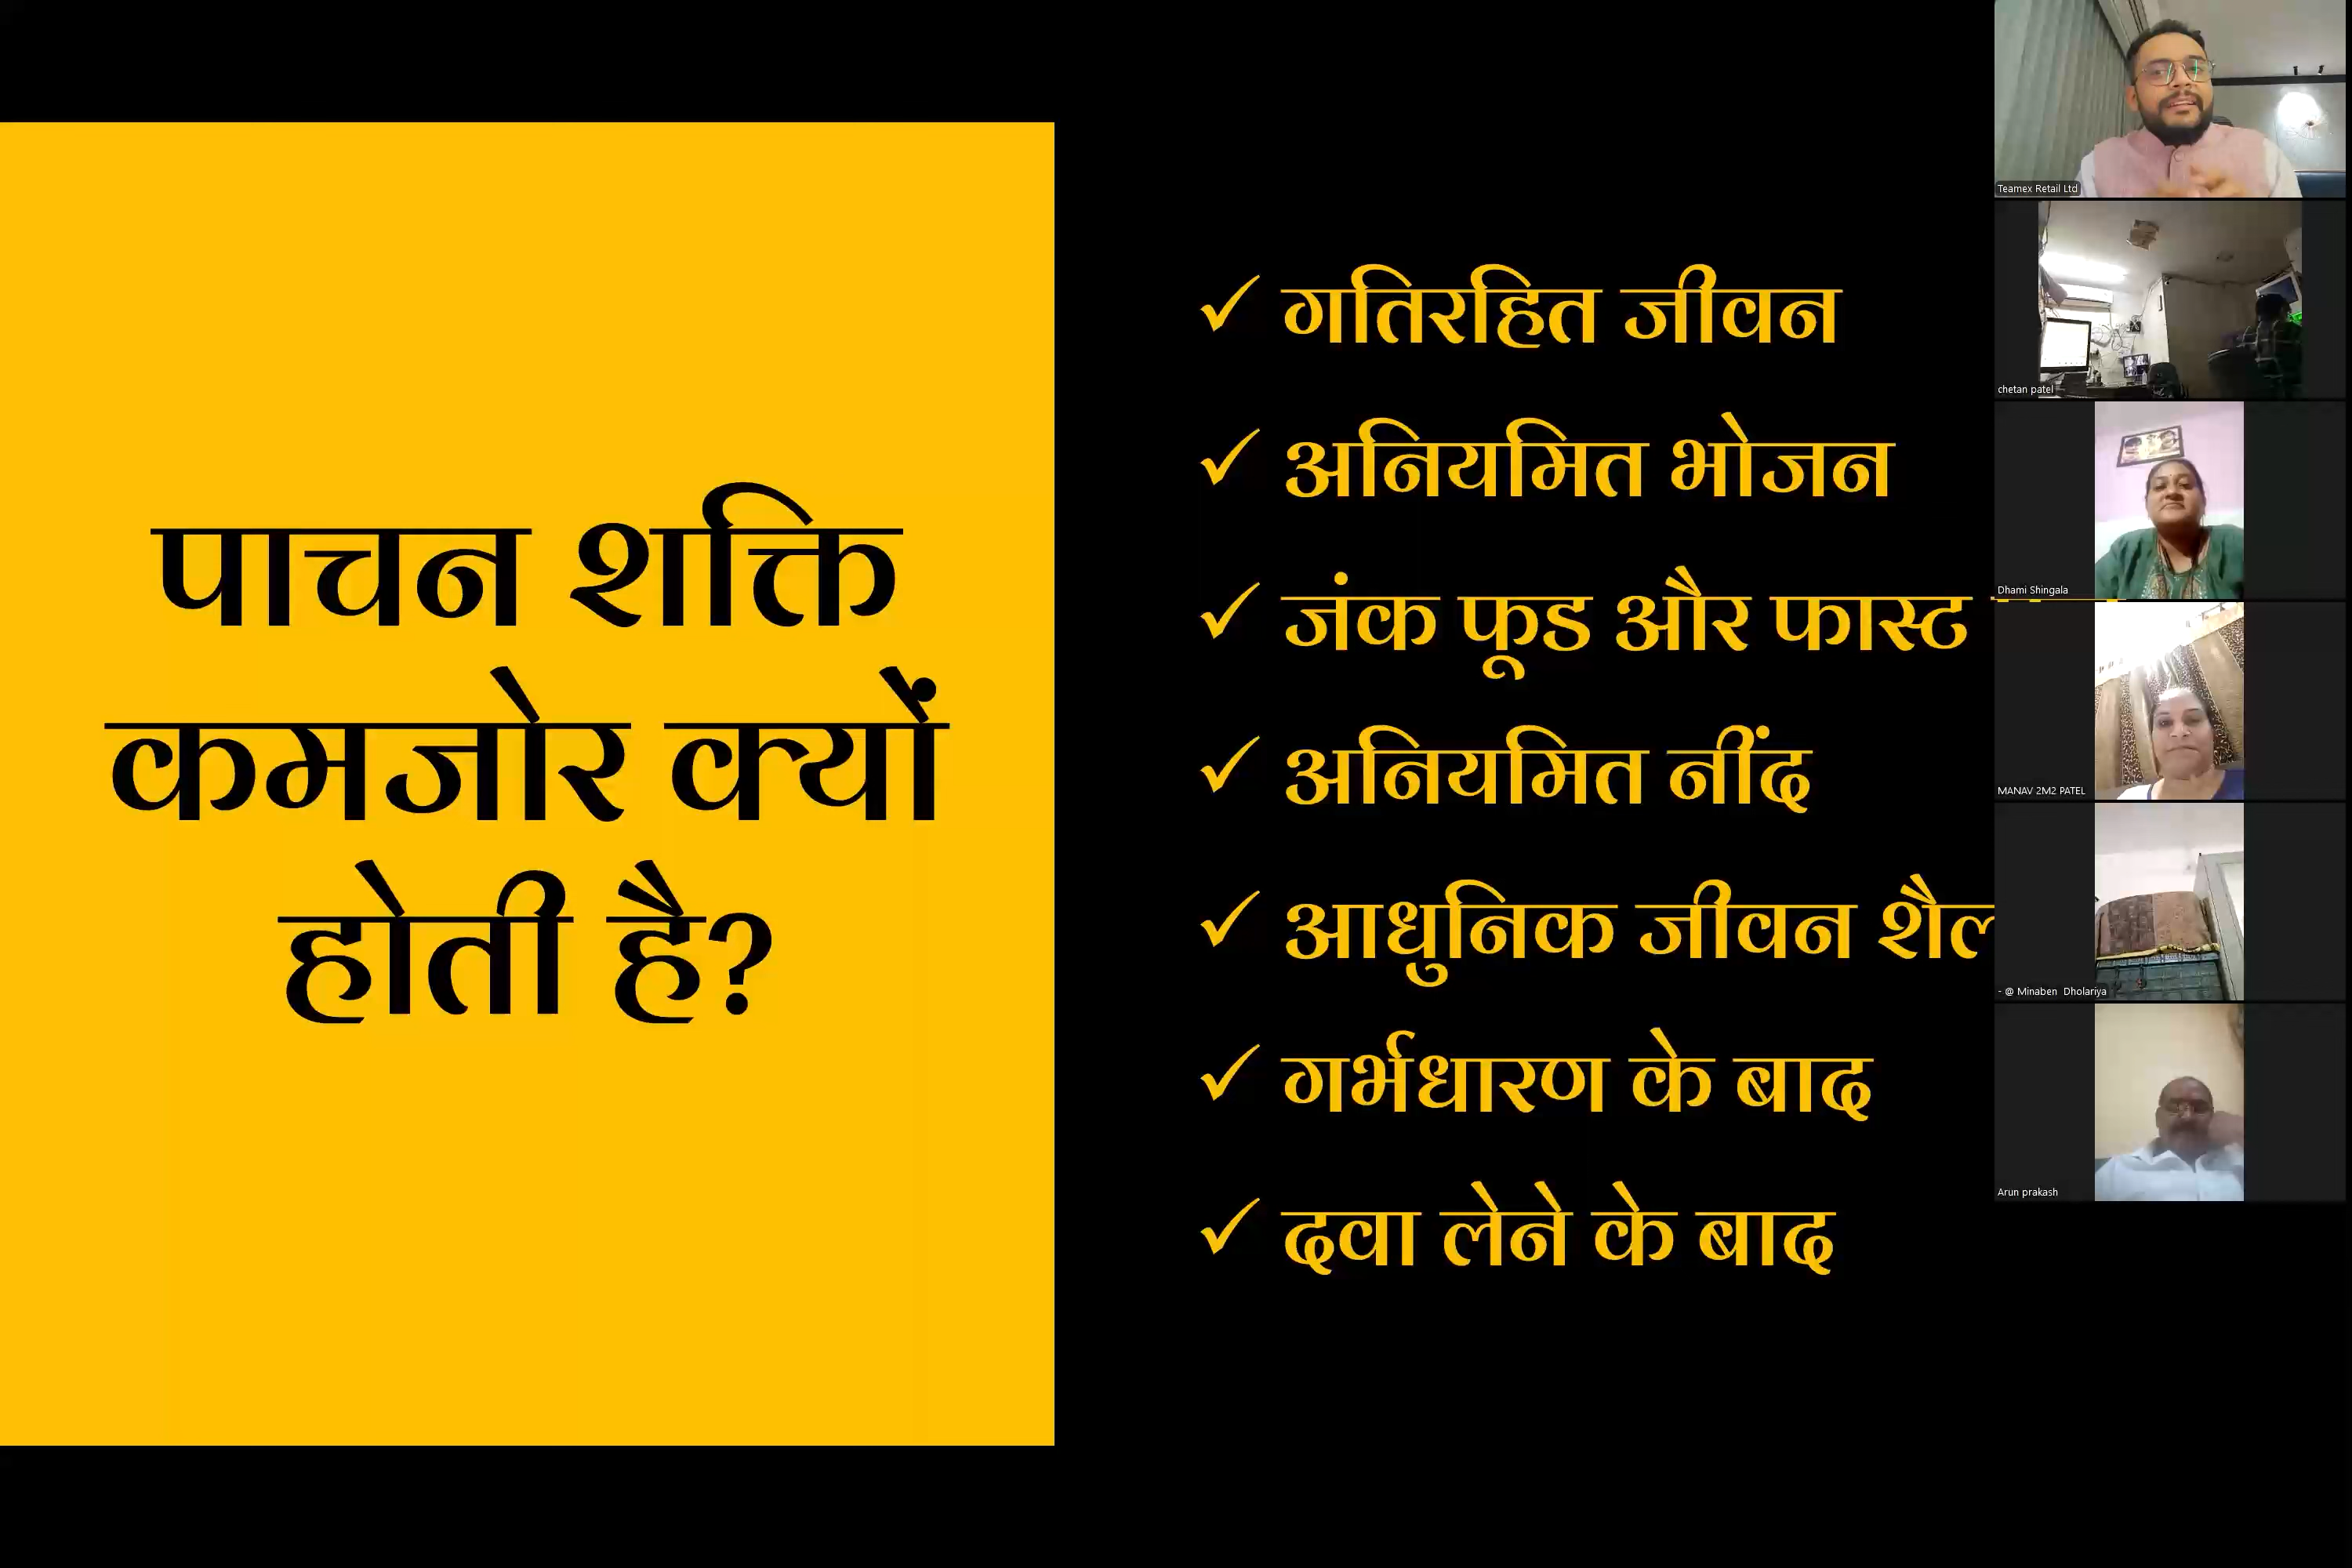 पाचन शक्ति
कमजोर क्यों
होती है?
✓ गतिरहित जीवन
✓ अनियमित भोजन
✓ जंक फूड और फास्ट
✓ अनियमित नींद
✓ आधुनिक जीवन शैल
✓ गर्भधारण के बाद
✓ दवा लेने के बाद
Teamex Retail Ltd
chetan patel
Dhami Shingala
MANAV 2M2 PATEL
- @ Minaben Dholariya
Arun prakash